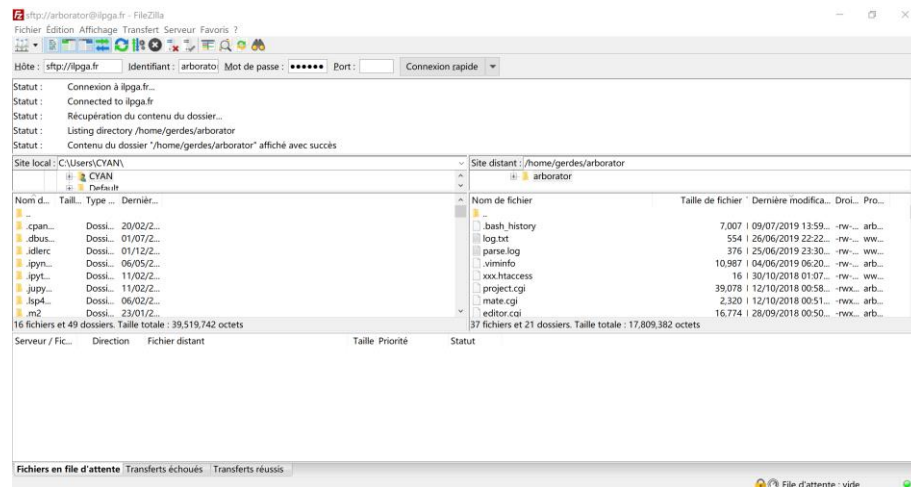 sftp://arborator@ilpga.fr - FileZilla
Fichier Édition Affichage Transfert Serveur Favoris ?
Hôte : sftp://ilpga.fr Identifiant : arborato Mot de passe : •••••• Port : Connexion rapide
Statut : Connexion à ilpga.fr...
Statut : Connected to ilpga.fr
Statut : Récupération du contenu du dossier...
Statut : Listing directory /home/gerdes/arborator
Statut : Contenu du dossier "/home/gerdes/arborator" affiché avec succès
Site local : C:\Users\CYAN\
CYAN
Default
Site distant : /home/gerdes/arborator
arborator
Nom d... Taill... Type ... Dernièr...
..
.cpan... Dossi... 20/02/2...
.dbus... Dossi... 01/07/2...
.idlerc Dossi... 01/12/2...
.ipyn... Dossi... 06/05/2...
.ipyt... Dossi... 11/02/2...
.jupy... Dossi... 11/02/2...
.lsp4... Dossi... 06/02/2...
.m2 Dossi... 23/01/2...
16 fichiers et 49 dossiers. Taille totale : 39,519,742 octets
Nom de fichier Taille de fichier Dernière modifica... Droi... Pro...
..
.bash_history 7,007 09/07/2019 13:59... -rw-... arb...
log.txt 554 26/06/2019 22:22... -rw-... ww...
parse.log 376 25/06/2019 23:30... -rw-... ww...
.viminfo 10,987 04/06/2019 06:20... -rw-... arb...
xxx.htaccess 16 30/10/2018 01:07... -rw-... ww...
project.cgi 39,078 12/10/2018 00:58... -rwx... arb...
mate.cgi 2,320 12/10/2018 00:51... -rwx... arb...
editor.cgi 16,774 28/09/2018 00:50... -rwx... arb...
37 fichiers et 21 dossiers. Taille totale : 17,809,382 octets
Serveur / Fic... Direction Fichier distant Taille Priorité Statut
Fichiers en file d'attente Transferts échoués Transferts réussis
File d'attente : vide